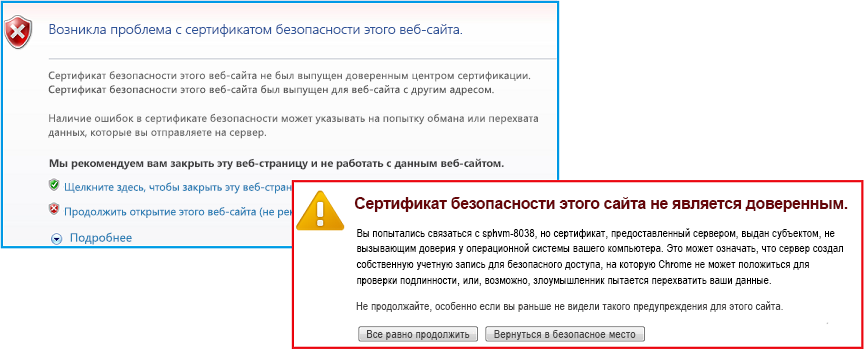 Возникла проблема с сертификатом безопасности этого веб-сайта.
Сертификат безопасности этого веб-сайта не был выпущен доверенным центром сертификации.
Сертификат безопасности этого веб-сайта был выпущен для веб-сайта с другим адресом.
Наличие ошибок в сертификате безопасности может указывать на попытку обмана или перехвата
данных, которые вы отправляете на сервер.
Мы рекомендуем вам закрыть эту веб-страницу и не работать с данным веб-сайтом.
Щелкните здесь, чтобы закрыть эту веб-стран
Продолжить открытие этого веб-сайта (не рек
Подробнее
Сертификат безопасности этого сайта не является доверенным.
Вы попытались связаться с sphvm-8038, но сертификат, предоставленный сервером, выдан субъектом, не
вызывающим доверия у операционной системы вашего компьютера. Это может означать, что сервер создал
собственную учетную запись для безопасного доступа, на которую Chrome не может положиться для
проверки подлинности, или, возможно, злоумышленник пытается перехватить ваши данные.
Не продолжайте, особенно если вы раньше не видели такого предупреждения для этого сайта.
Все равно продолжить
Вернуться в безопасное место